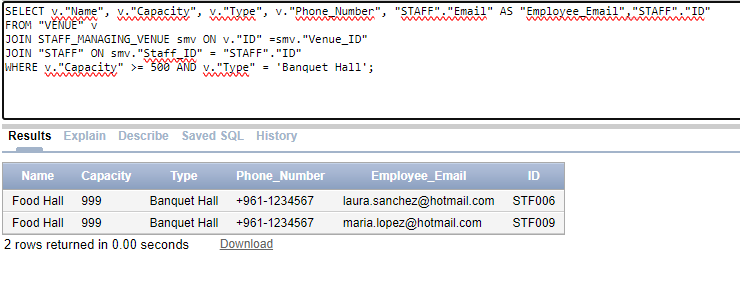 SELECT v."Name", v."Capacity", v."Type", v."Phone_Number", "STAFF"."Email" AS "Employee_Email","STAFF"."ID"
FROM "VENUE" v
JOIN STAFF_MANAGING_VENUE smv ON v."ID" =smv."Venue_ID"
JOIN "STAFF" ON smv."Staff_ID" = "STAFF"."ID"
WHERE v."Capacity" >= 500 AND v."Type" = 'Banquet Hall';
Results Explain Describe Saved SQL History
Name Capacity Type Phone_Number Employee_Email ID
Food Hall 999 Banquet Hall +961-1234567 laura.sanchez@hotmail.com STF006
Food Hall 999 Banquet Hall +961-1234567 maria.lopez@hotmail.com STF009
2 rows returned in 0.00 seconds Download